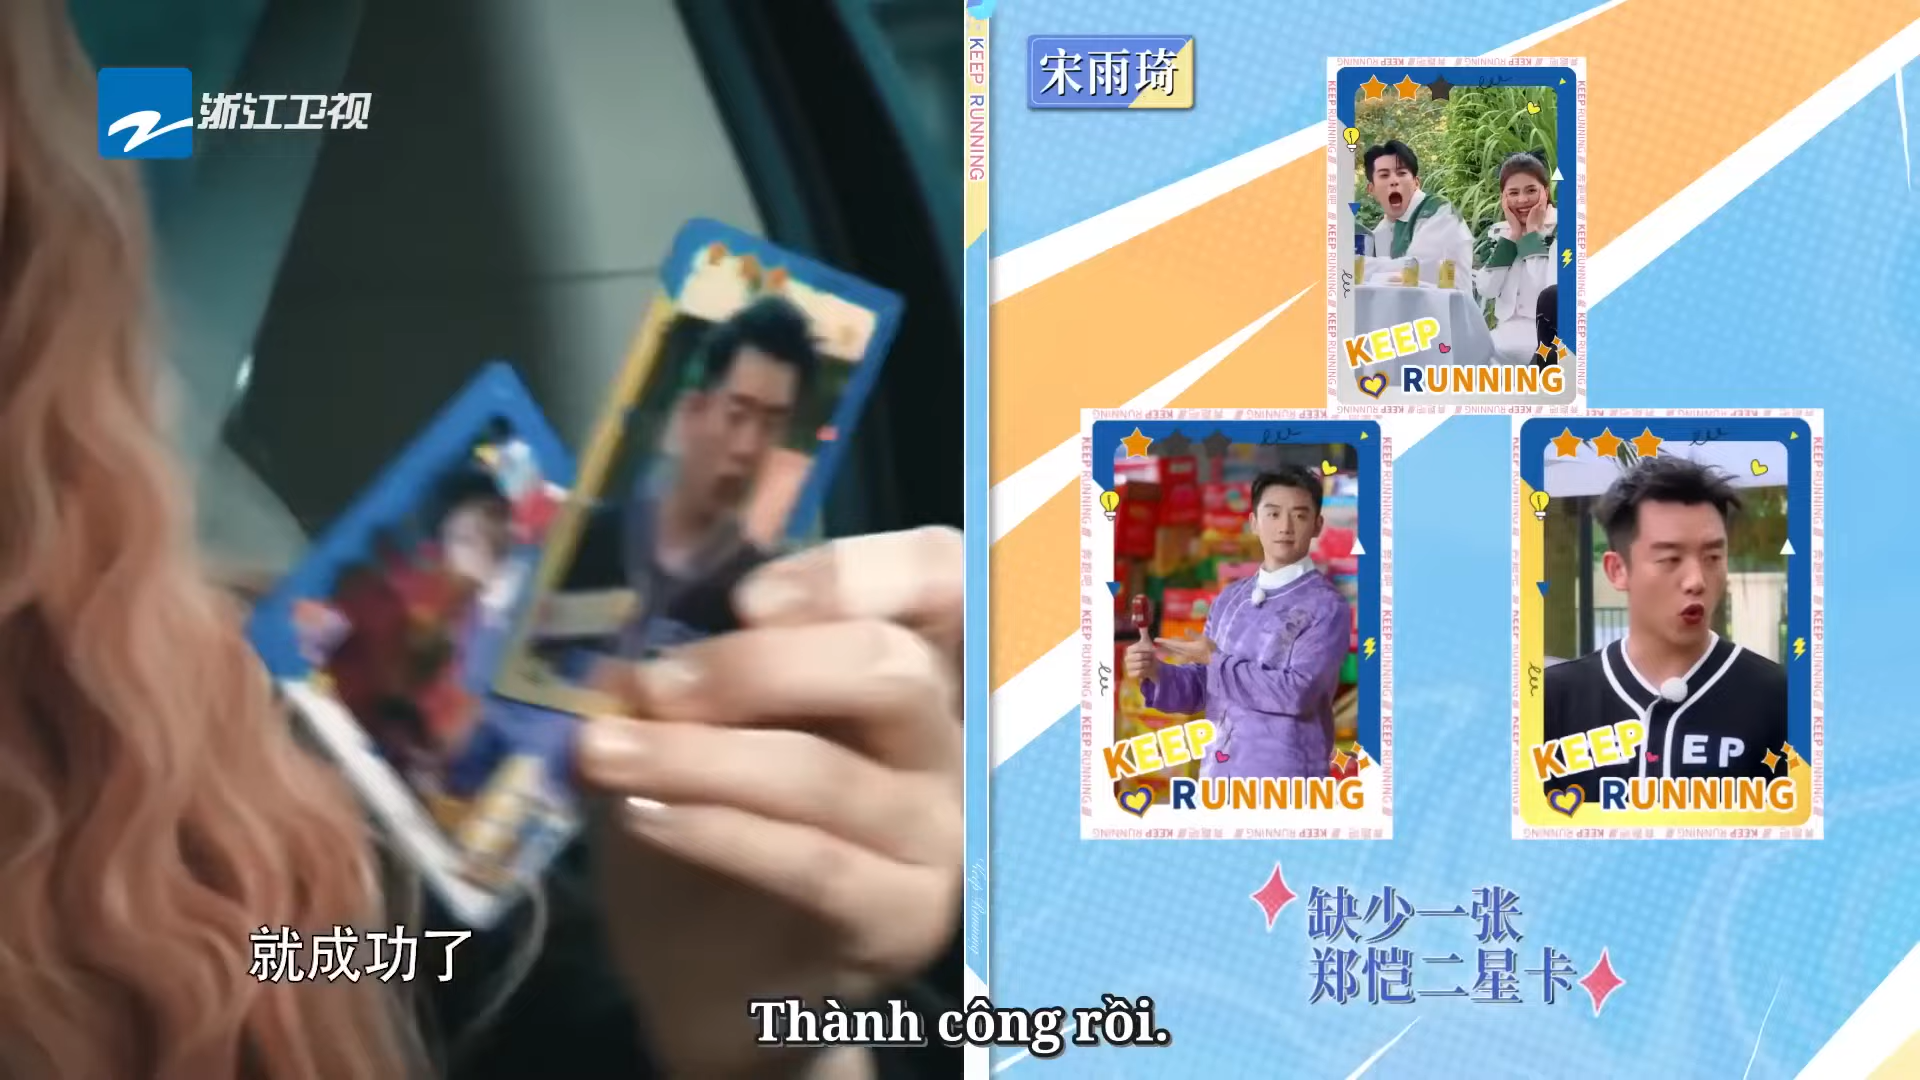 浙江卫视
KEEP RUNNING
宋雨琦
KEEP
RUNNING
KEEP
RUNNING
EP
KEEP
RUNNING
缺少一张
郑恺二星卡
就成功了
Thành công rồi.